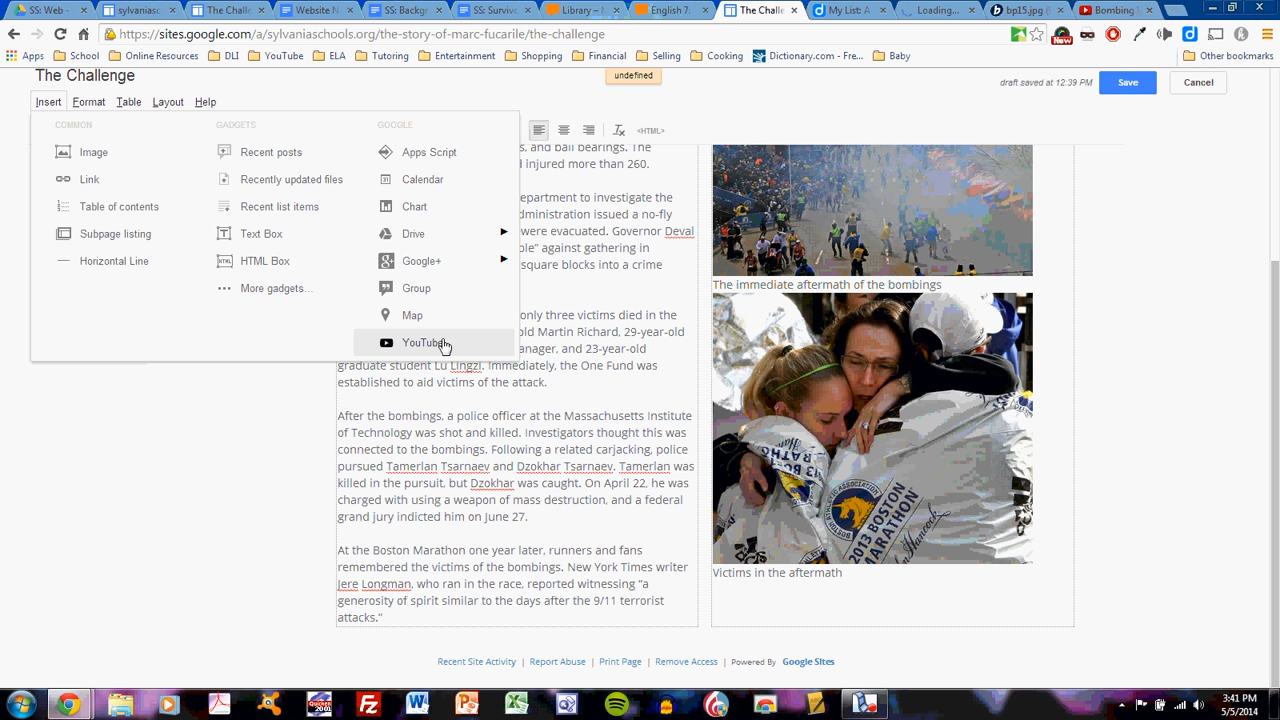 SS: Web -
sylvaniasc
The Challe
Website N
SS: Backgr
SS: Survivo
Library – N
English 7:
The Challe
My List: A
Loading...
bp15.jpg (
Bombing
https://sites.google.com/a/sylvaniaschools.org/the-story-of-marc-fucarile/the-challenge
New
Apps
School
Online Resources
DLI
YouTube
ELA
Tutoring
Entertainment
Shopping
Financial
Selling
Cooking
Dictionary.com - Fre...
Baby
Other bookmarks
The Challenge
undefined
draft saved at 12:39 PM
Save
Cancel
Insert Format Table Layout Help
<HTML>
COMMON
Image
Link
Table of contents
Subpage listing
Horizontal Line
GADGETS
Recent posts
Recently updated files
Recent list items
Text Box
HTML Box
More gadgets...
GOOGLE
Apps Script
Calendar
Chart
Drive
Google+
Group
Map
YouTube
s, and ball bearings. The
d injured more than 260.
epartment to investigate the
dministration issued a no-fly
were evacuated. Governor Deval
ble" against gathering in
square blocks into a crime
only three victims died in the
old Martin Richard, 29-year-old
anager, and 23-year-old
graduate student Lu Lingzi. Immediately, the One Fund was
established to aid victims of the attack.
After the bombings, a police officer at the Massachusetts Institute
of Technology was shot and killed. Investigators thought this was
connected to the bombings. Following a related carjacking, police
pursued Tamerlan Tsarnaev and Dzokhar Tsarnaev. Tamerlan was
killed in the pursuit, but Dzokhar was caught. On April 22, he was
charged with using a weapon of mass destruction, and a federal
grand jury indicted him on June 27.
At the Boston Marathon one year later, runners and fans
remembered the victims of the bombings. New York Times writer
Jere Longman, who ran in the race, reported witnessing "a
generosity of spirit similar to the days after the 9/11 terrorist
attacks."
The immediate aftermath of the bombings
BOSTON ATHLETIC ASSOCIATION
2013 BOSTON
MARATHON
John Hancock
Victims in the aftermath
Recent Site Activity | Report Abuse | Print Page | Remove Access | Powered By Google Sites
Quicken
2001
3:41 PM
5/5/2014